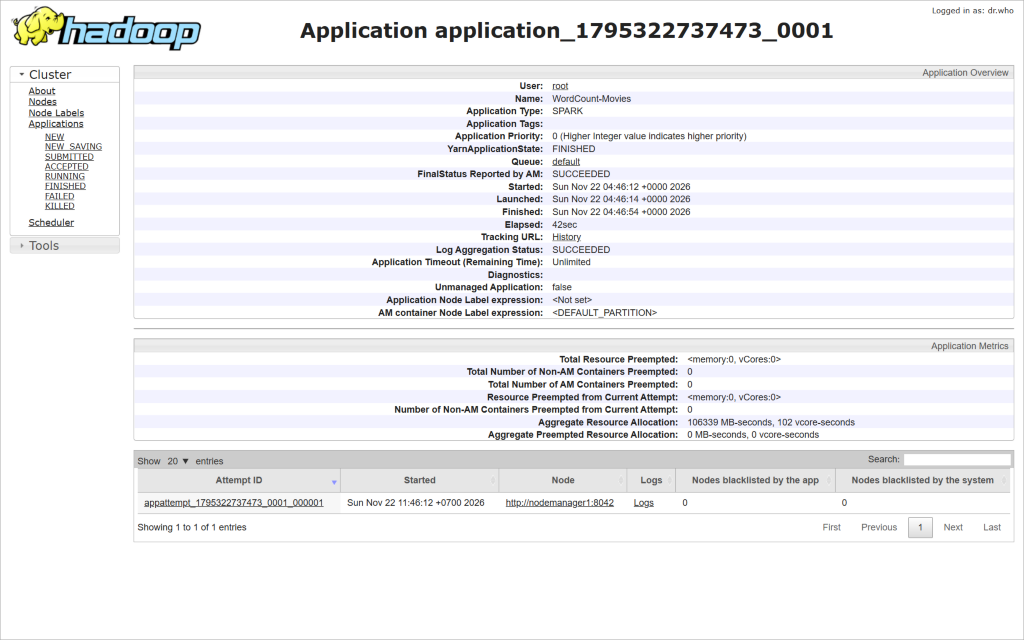 Logged in as: dr.who
hadoop
Application application_1795322737473_0001
Cluster
About
Nodes
Node Labels
Applications
NEW
NEW_SAVING
SUBMITTED
ACCEPTED
RUNNING
FINISHED
FAILED
KILLED
Scheduler
Tools
Application Overview
User: root
Name: WordCount-Movies
Application Type: SPARK
Application Tags:
Application Priority: 0 (Higher Integer value indicates higher priority)
YarnApplicationState: FINISHED
Queue: default
FinalStatus Reported by AM: SUCCEEDED
Started: Sun Nov 22 04:46:12 +0000 2026
Launched: Sun Nov 22 04:46:14 +0000 2026
Finished: Sun Nov 22 04:46:54 +0000 2026
Elapsed: 42sec
Tracking URL: History
Log Aggregation Status: SUCCEEDED
Application Timeout (Remaining Time): Unlimited
Diagnostics:
Unmanaged Application: false
Application Node Label expression: <Not set>
AM container Node Label expression: <DEFAULT_PARTITION>
Application Metrics
Total Resource Preempted: <memory:0, vCores:0>
Total Number of Non-AM Containers Preempted: 0
Total Number of AM Containers Preempted: 0
Resource Preempted from Current Attempt: <memory:0, vCores:0>
Number of Non-AM Containers Preempted from Current Attempt: 0
Aggregate Resource Allocation: 106339 MB-seconds, 102 vcore-seconds
Aggregate Preempted Resource Allocation: 0 MB-seconds, 0 vcore-seconds
Show 20 entries Search:
Attempt ID Started Node Logs Nodes blacklisted by the app Nodes blacklisted by the system
appattempt_1795322737473_0001_000001 Sun Nov 22 11:46:12 +0700 2026 http://nodemanager1:8042 Logs 0 0
Showing 1 to 1 of 1 entries First Previous 1 Next Last